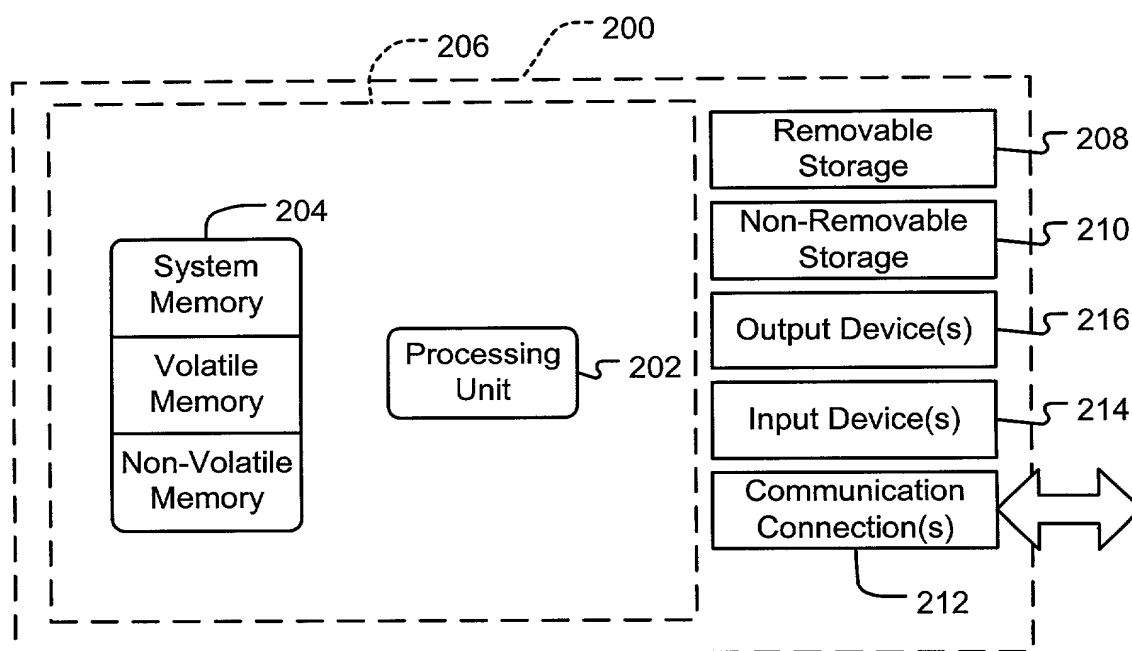 200
206
Removable
Storage
208
204
Non-Removable
Storage
210
System
Memory
Output Device(s)
216
Processing
Unit
202
Volatile
Memory
Input Device(s)
214
Non-Volatile
Memory
Communication
Connection(s)
212